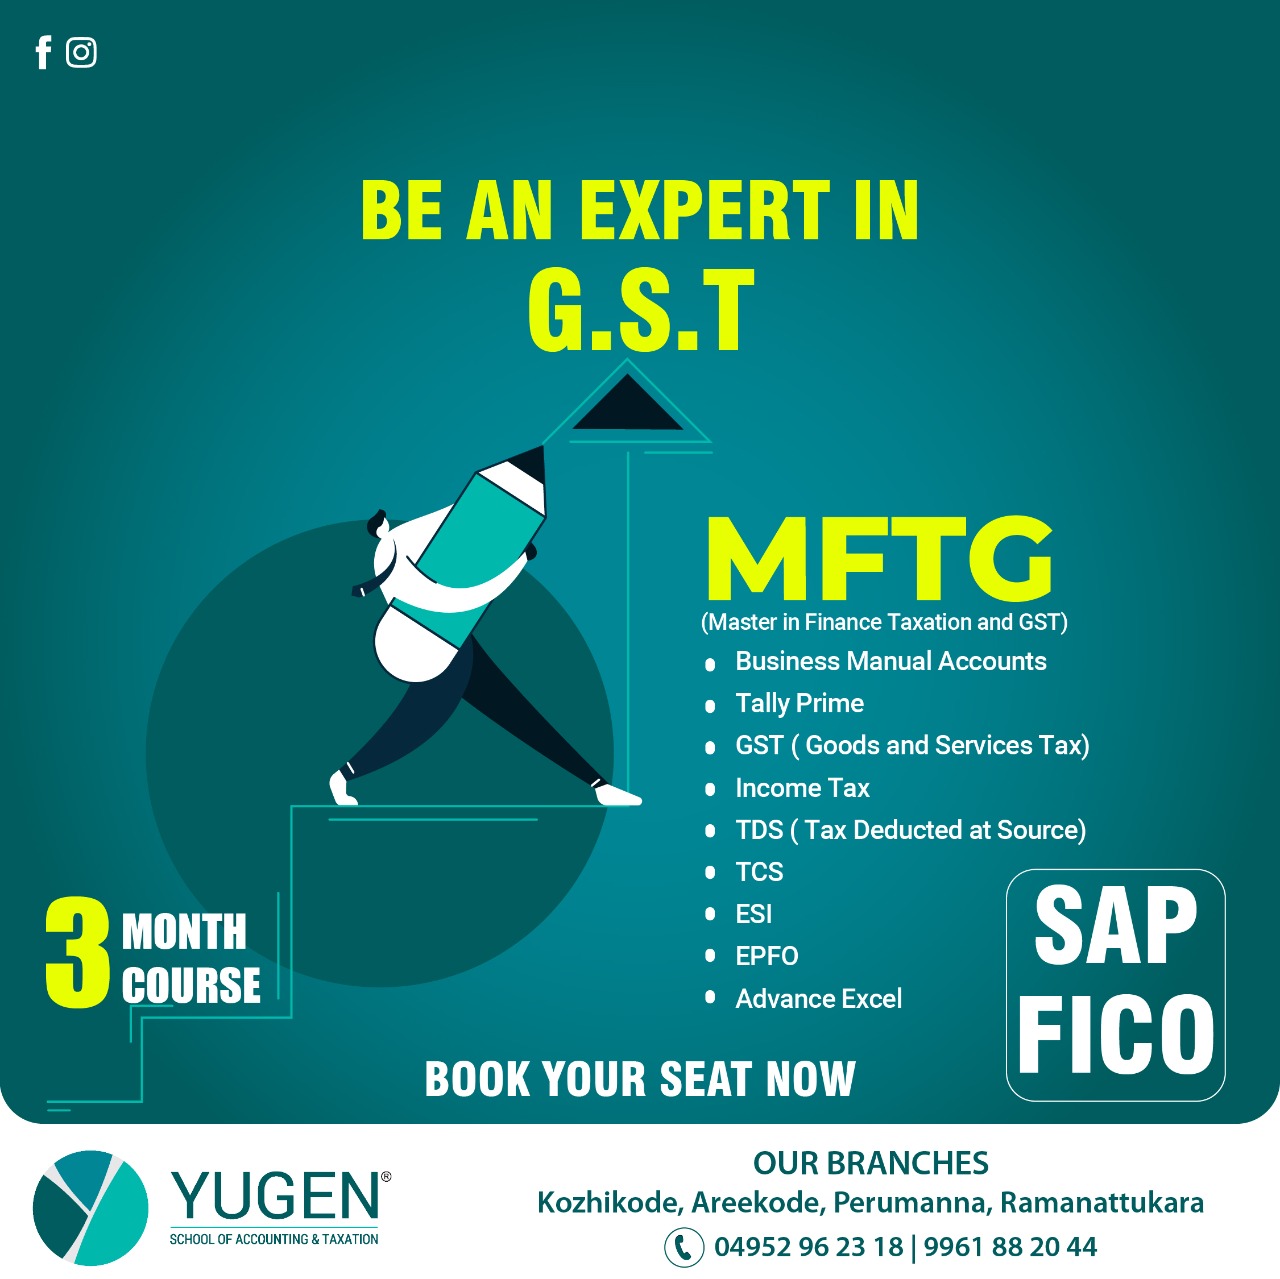 BE AN EXPERT IN
G.S.T
MFTG
(Master in Finance Taxation and GST)
Business Manual Accounts
Tally Prime
GST ( Goods and Services Tax)
Income Tax
TDS ( Tax Deducted at Source)
TCS
ESI
EPFO
Advance Excel
3 MONTH
COURSE
SAP
FICO
BOOK YOUR SEAT NOW
YUGEN®
SCHOOL OF ACCOUNTING & TAXATION
OUR BRANCHES
Kozhikode, Areekode, Perumanna, Ramanattukara
04952 96 23 18 | 9961 88 20 44